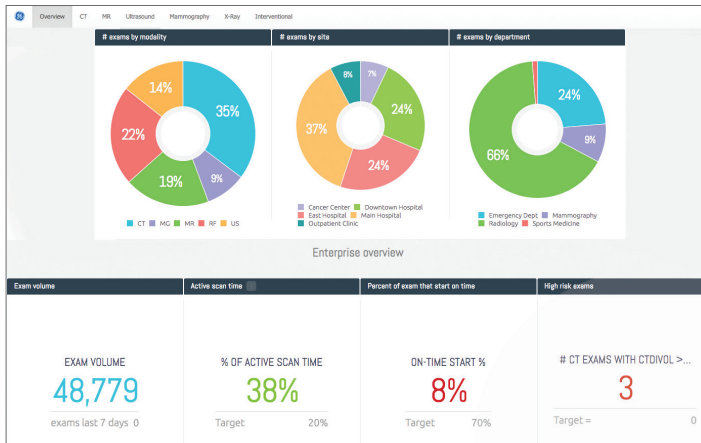 Overview CT MR Ultrasound Mammography X-Ray Interventional
# exams by modality
# exams by site
# exams by department
14%
35%
22%
19%
9%
8%
7%
37%
24%
24%
24%
9%
66%
CT MG MR RF US
Cancer Center Downtown Hospital
East Hospital Main Hospital
Outpatient Clinic
Emergency Dept Mammography
Radiology Sports Medicine
Enterprise overview
Exam volume
Active scan time
Percent of exam that start on time
High risk exams
EXAM VOLUME
48,779
exams last 7 days 0
% OF ACTIVE SCAN TIME
38%
Target 20%
ON-TIME START %
8%
Target 70%
# CT EXAMS WITH CTDIVOL >...
3
Target = 0